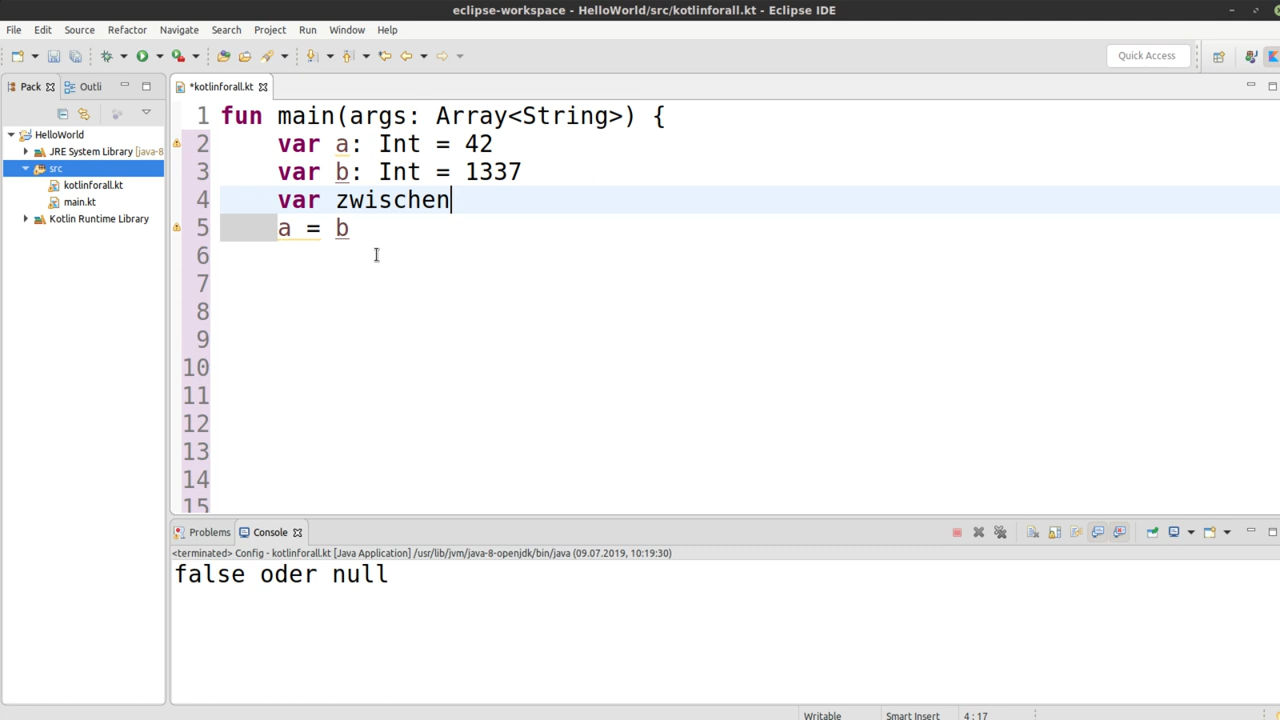 eclipse-workspace - HelloWorld/src/kotlinforall.kt - Eclipse IDE
File Edit Source Refactor Navigate Search Project Run Window Help
Quick Access
Pack Outli *kotlinforall.kt
HelloWorld
JRE System Library [java-8
src
kotlinforall.kt
main.kt
Kotlin Runtime Library
1 fun main(args: Array<String>) {
2 var a: Int = 42
3 var b: Int = 1337
4 var zwischen
5 a = b
6
7
8
9
10
11
12
13
14
15
Problems Console
<terminated> Config - kotlinforall.kt [Java Application] /usr/lib/jvm/java-8-openjdk/bin/java (09.07.2019, 10:19:30)
false oder null
Writable Smart Insert 4 : 17